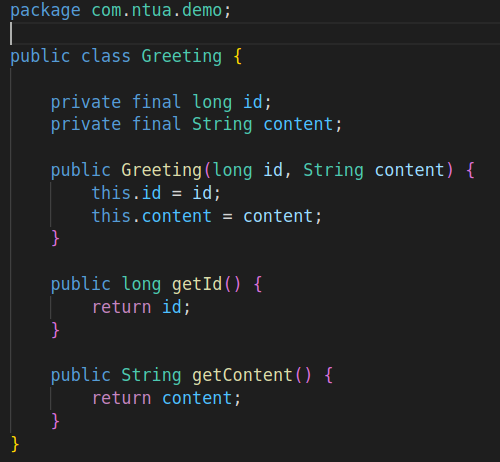 package com.ntua.demo;
public class Greeting {
    private final long id;
    private final String content;
    public Greeting(long id, String content) {
        this.id = id;
        this.content = content;
    }
    public long getId() {
        return id;
    }
    public String getContent() {
        return content;
    }
}